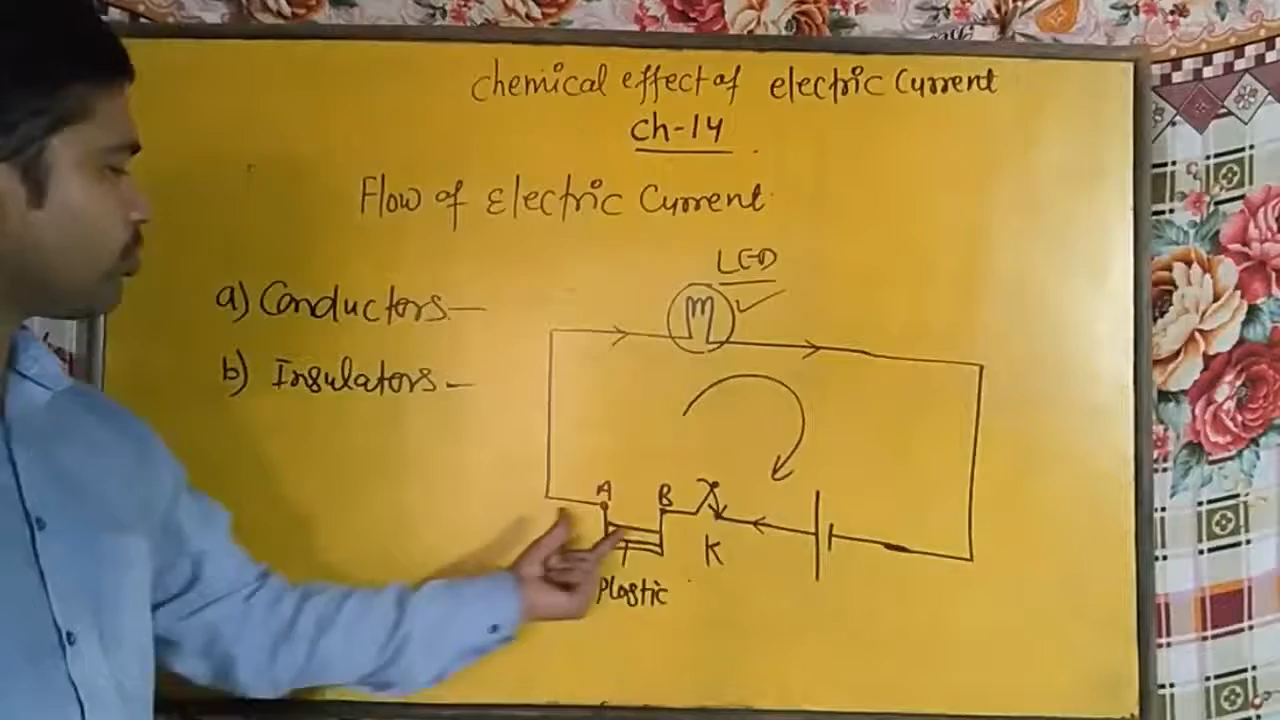 chemical effect of electric Current
Ch-14
Flow of Electric Current
LED
a) Conductors-
b) Insulators-
A B
K
Plastic